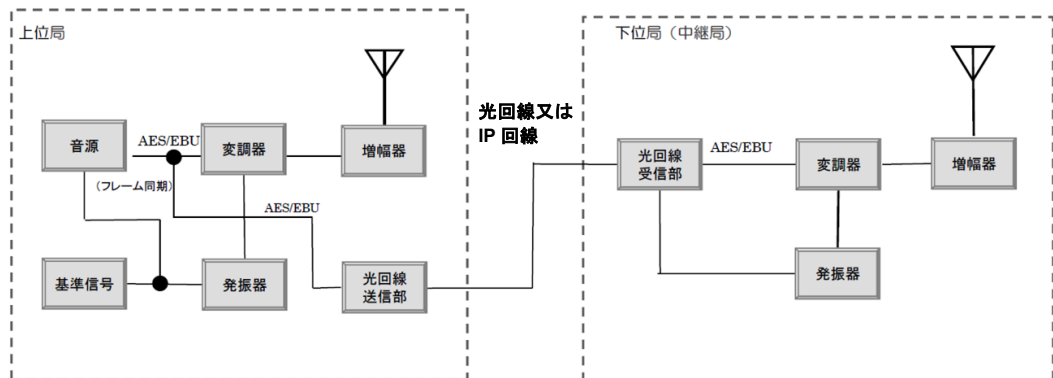 上位局
音源
AES/EBU
変調器
増幅器
(フレーム同期)
AES/EBU
基準信号
発振器
光回線
送信部
光回線又は
IP 回線
下位局（中継局）
光回線
受信部
AES/EBU
変調器
増幅器
発振器